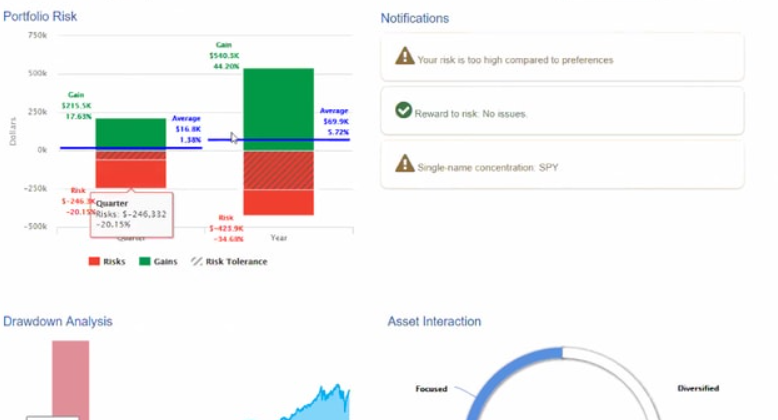 Portfolio Risk
750k
500k
250k
0k
-250k
-500k
Dollars
Gain
$215.5K
17.63%
Average
$16.8K
1.38%
Risk
$-246.3K
-20.15%
Quarter
Risks: $-246,332
-20.15%
Quarter
Gain
$540.3K
44.20%
Average
$69.9K
5.72%
Risk
$-423.9K
-34.68%
Year
Risks
Gains
Risk Tolerance
Notifications
Your risk is too high compared to preferences
Reward to risk: No issues.
Single-name concentration: SPY
Drawdown Analysis
Asset Interaction
Focused
Diversified